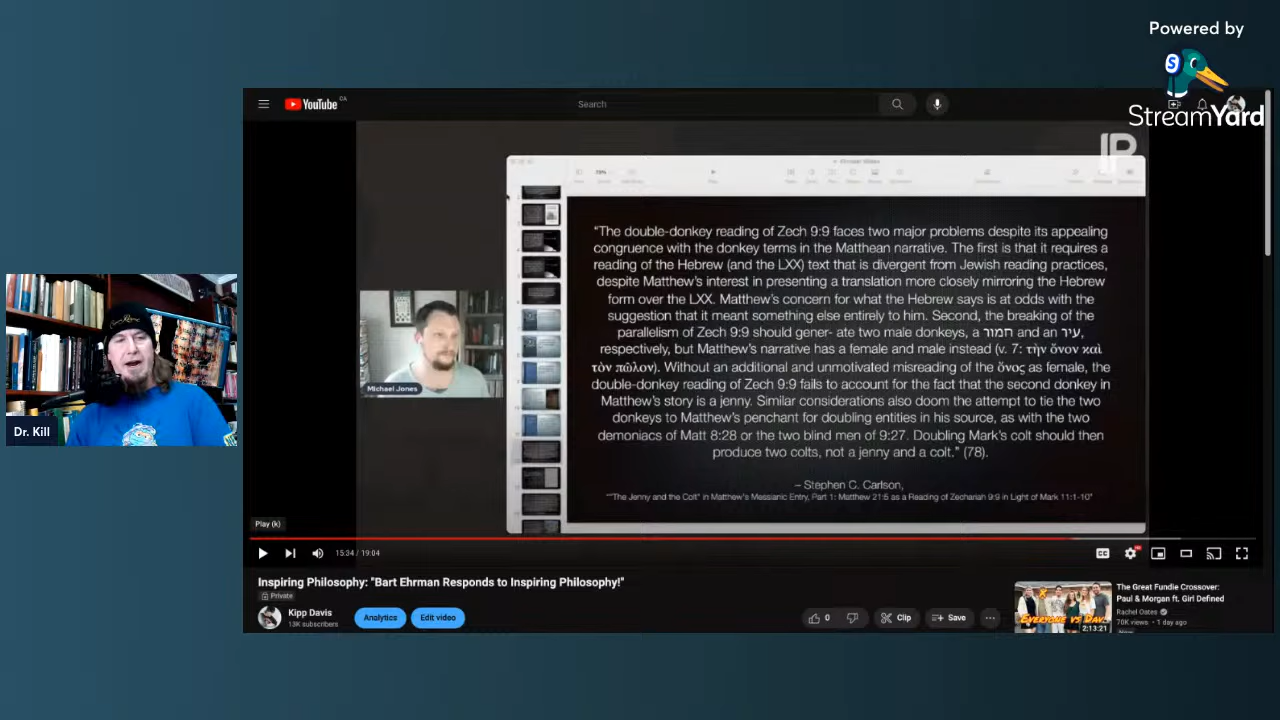 Powered by
StreamYard
YouTube CA
Search
IP
"The double-donkey reading of Zech 9:9 faces two major problems despite its appealing
congruence with the donkey terms in the Matthean narrative. The first is that it requires a
reading of the Hebrew (and the LXX) text that is divergent from Jewish reading practices,
despite Matthew's interest in presenting a translation more closely mirroring the Hebrew
form over the LXX. Matthew's concern for what the Hebrew says is at odds with the
suggestion that it meant something else entirely to him. Second, the breaking of the
parallelism of Zech 9:9 should gener- ate two male donkeys, a חמור and an עיר,
respectively, but Matthew's narrative has a female and male instead (v. 7: τὴν ὄνον καὶ
τὸν πῶλον). Without an additional and unmotivated misreading of the ὄνος as female, the
double-donkey reading of Zech 9:9 fails to account for the fact that the second donkey in
Matthew's story is a jenny. Similar considerations also doom the attempt to tie the two
donkeys to Matthew's penchant for doubling entities in his source, as with the two
demoniacs of Matt 8:28 or the two blind men of 9:27. Doubling Mark's colt should then
produce two colts, not a jenny and a colt." (78).
– Stephen C. Carlson,
""The Jenny and the Colt" in Matthew's Messianic Entry, Part 1: Matthew 21:5 as a Reading of Zechariah 9:9 in Light of Mark 11:1-10"
Michael Jones
Dr. Kill
Play (k)
15:34 / 19:04
Inspiring Philosophy: "Bart Ehrman Responds to Inspiring Philosophy!"
Private
Kipp Davis
13K subscribers
Analytics
Edit video
0
Clip
Save
EVERYONE VS DAV
2:13:21
The Great Fundie Crossover:
Paul & Morgan ft. Girl Defined
Rachel Oates
70K views • 1 day ago